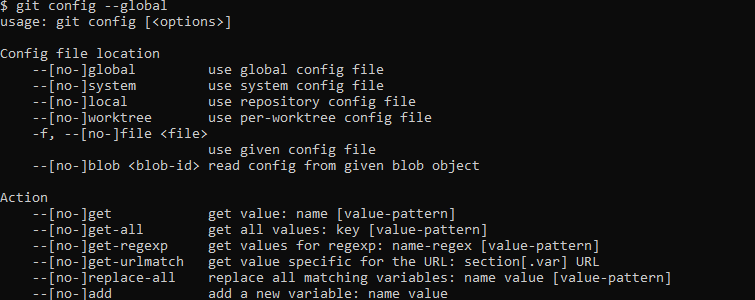 $ git config --global
usage: git config [<options>]

Config file location
    --[no-]global         use global config file
    --[no-]system         use system config file
    --[no-]local          use repository config file
    --[no-]worktree       use per-worktree config file
    -f, --[no-]file <file>
                          use given config file
    --[no-]blob <blob-id> read config from given blob object

Action
    --[no-]get            get value: name [value-pattern]
    --[no-]get-all        get all values: key [value-pattern]
    --[no-]get-regexp     get values for regexp: name-regex [value-pattern]
    --[no-]get-urlmatch   get value specific for the URL: section[.var] URL
    --[no-]replace-all    replace all matching variables: name value [value-pattern]
    --[no-]add            add a new variable: name value